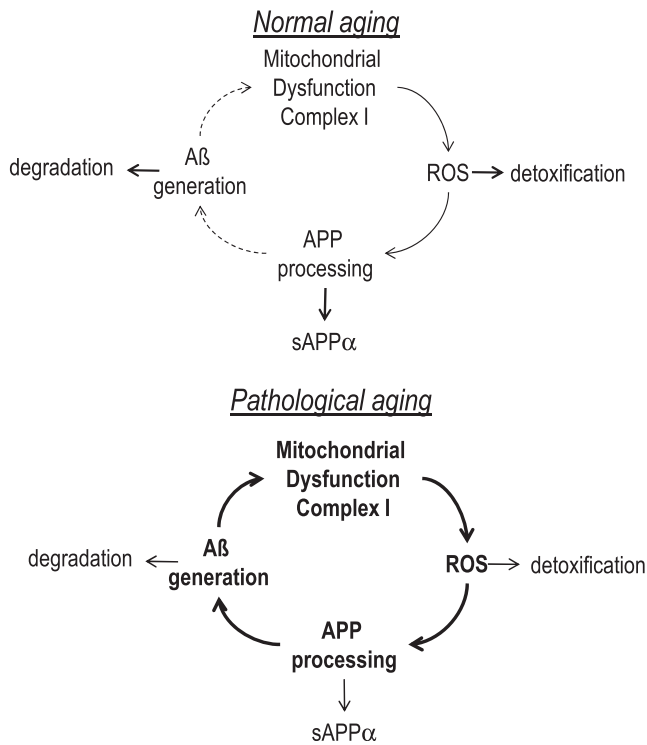 Normal aging
Mitochondrial
Dysfunction
Complex I
degradation
Aß
generation
ROS
detoxification
APP
processing
sAPPα
Pathological aging
Mitochondrial
Dysfunction
Complex I
degradation
Aß
generation
ROS
detoxification
APP
processing
sAPPα